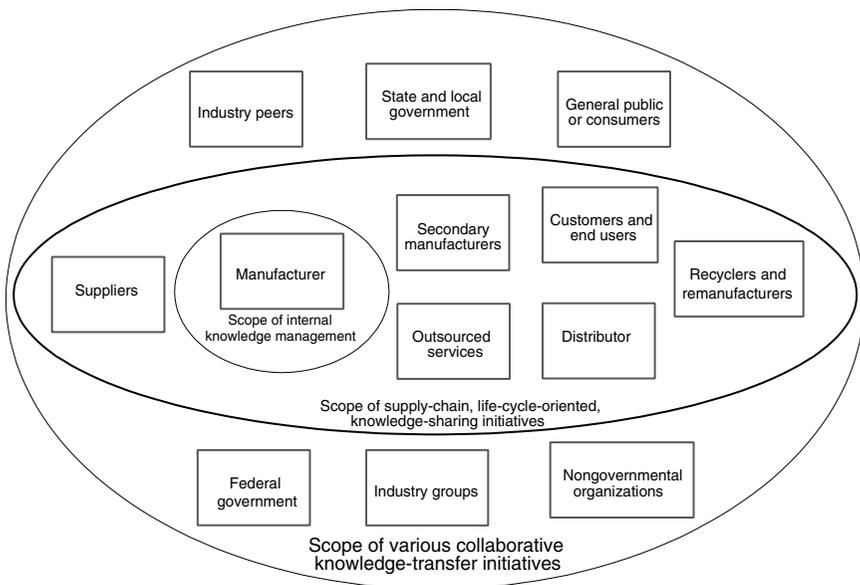 Industry peers
State and local
government
General public
or consumers
Secondary
manufacturers
Customers and
end users
Suppliers
Manufacturer
Recyclers and
remanufacturers
Scope of internal
knowledge management
Outsourced
services
Distributor
Scope of supply-chain, life-cycle-oriented,
knowledge-sharing initiatives
Federal
government
Industry groups
Nongovernmental
organizations
Scope of various collaborative
knowledge-transfer initiatives